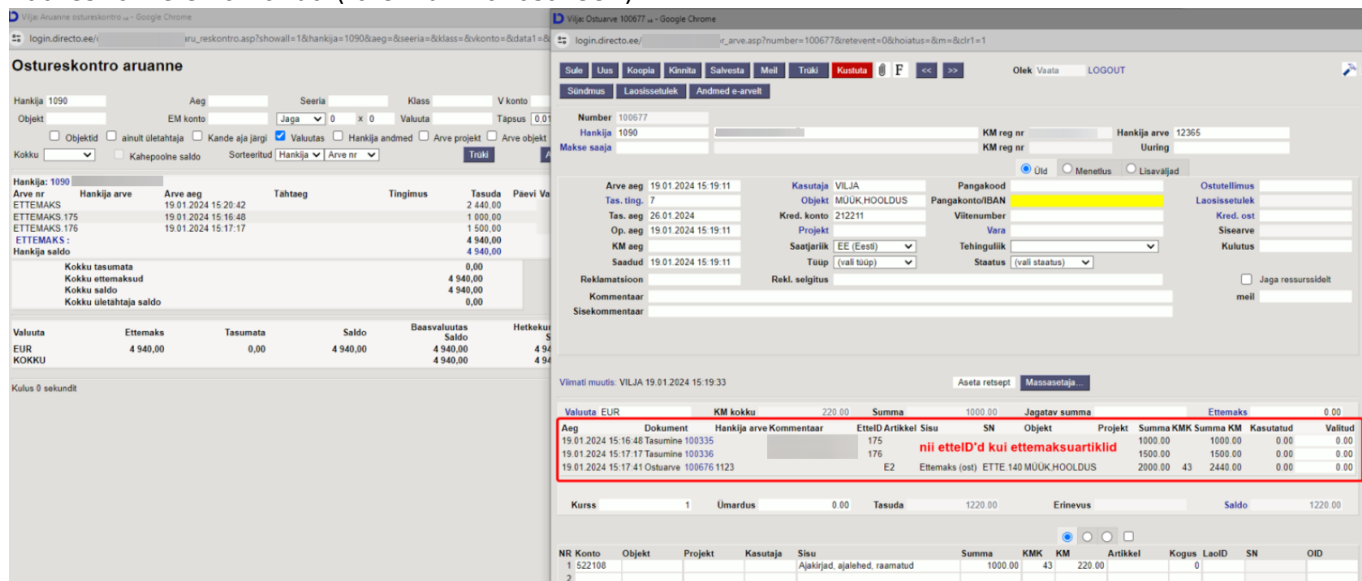 Vilja: Aruanne ostureskontro - Google Chrome
login.directo.ee/ aru_reskontro.asp?showall=1&hankija=1090&aeg=&seeria=&klass=&vkonto=&data1=&
Ostureskontro aruanne
Hankija 1090 Aeg Seeria Klass V konto
Objekt EM konto Jaga 0 x 0 Valuuta Täpsus 0,01
Objektid ainult ületähtaja Kande aja järgi Valuutas Hankija andmed Arve projekt Arve objekt
Kokku Kahepoolne saldo Sorteeritud Hankija Arve nr Trüki
Hankija: 1090
Arve nr Hankija arve Arve aeg Tähtaeg Tingimus Tasuda Päevi Va
ETTEMAKS 19.01.2024 15:20:42 2 440,00
ETTEMAKS.175 19.01.2024 15:16:48 1 000,00
ETTEMAKS.176 19.01.2024 15:17:17 1 500,00
ETTEMAKS : 4 940,00
Hankija saldo 4 940,00
Kokku tasumata 0,00
Kokku ettemaksud 4 940,00
Kokku saldo 4 940,00
Kokku ületähtaja saldo 0,00
Valuuta Ettemaks Tasumata Saldo Baasvaluutas Saldo Hetkeku
EUR 4 940,00 0,00 4 940,00 4 940,00 4 94
KOKKU 4 940,00 4 94
Kulus 0 sekundit
Vilja: Ostuarve 100677 - Google Chrome
login.directo.ee/ r_arve.asp?number=100677&retevent=0&hoiatus=&m=&clr1=1
Sule Uus Koopia Kinnita Salvesta Meil Trüki Kustuta F << >> Olek Vaata LOGOUT
Sündmus Laosissetulek Andmed e-arvelt
Number 100677
Hankija 1090 KM reg nr Hankija arve 12365
Makse saaja KM reg nr Uuring
Üld Menetlus Lisaväljad
Arve aeg 19.01.2024 15:19:11 Kasutaja VILJA Pangakood Ostutellimus
Tas. ting. 7 Objekt MÜÜK,HOOLDUS Pangakonto/IBAN Laosissetulek
Tas. aeg 26.01.2024 Kred. konto 212211 Viitenumber Kred. ost
Op. aeg 19.01.2024 15:19:11 Projekt Vara Sisearve
KM aeg Saatjariik EE (Eesti) Tehinguliik Kulutus
Saadud 19.01.2024 15:19:11 Tüüp (vali tüüp) Staatus (vali staatus)
Reklamatsioon Rekl. selgitus Jaga ressurssidelt
Kommentaar meil
Sisekommentaar
Viimati muutis: VILJA 19.01.2024 15:19:33 Aseta retsept Massasetaja...
Valuuta EUR KM kokku 220.00 Summa 1000.00 Jagatav summa Ettemaks 0.00
Aeg Dokument Hankija arve Kommentaar EtteID Artikkel Sisu SN Objekt Projekt Summa KMK Summa KM Kasutatud Valitud
19.01.2024 15:16:48 Tasumine 100335 175 1000.00 1000.00 0.00 0.00
nii etteID'd kui ettemaksuartiklid
19.01.2024 15:17:17 Tasumine 100336 176 1500.00 1500.00 0.00 0.00
19.01.2024 15:17:41 Ostuarve 100676 1123 E2 Ettemaks (ost) ETTE.140 MÜÜK,HOOLDUS 2000.00 43 2440.00 0.00 0.00
Kurss 1 Ümardus 0.00 Tasuda 1220.00 Erinevus Saldo 1220.00
NR Konto Objekt Projekt Kasutaja Sisu Summa KMK KM Artikkel Kogus LaoID SN OID
1 522108 Ajakirjad, ajalehed, raamatud 1000.00 43 220.00 0
2